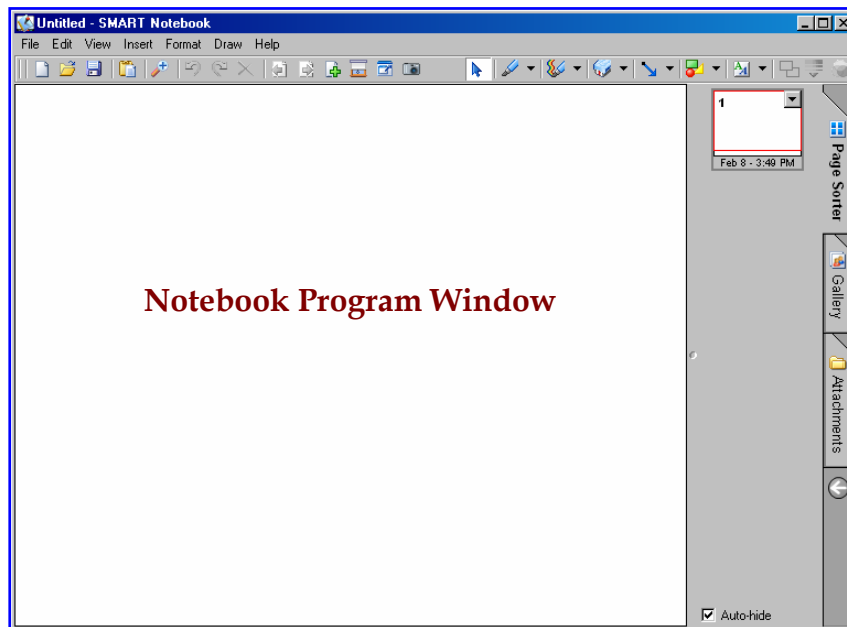 Untitled - SMART Notebook
File Edit View Insert Format Draw Help
1
Feb 8 - 3:49 PM
Page Sorter
Gallery
Attachments
Notebook Program Window
Auto-hide